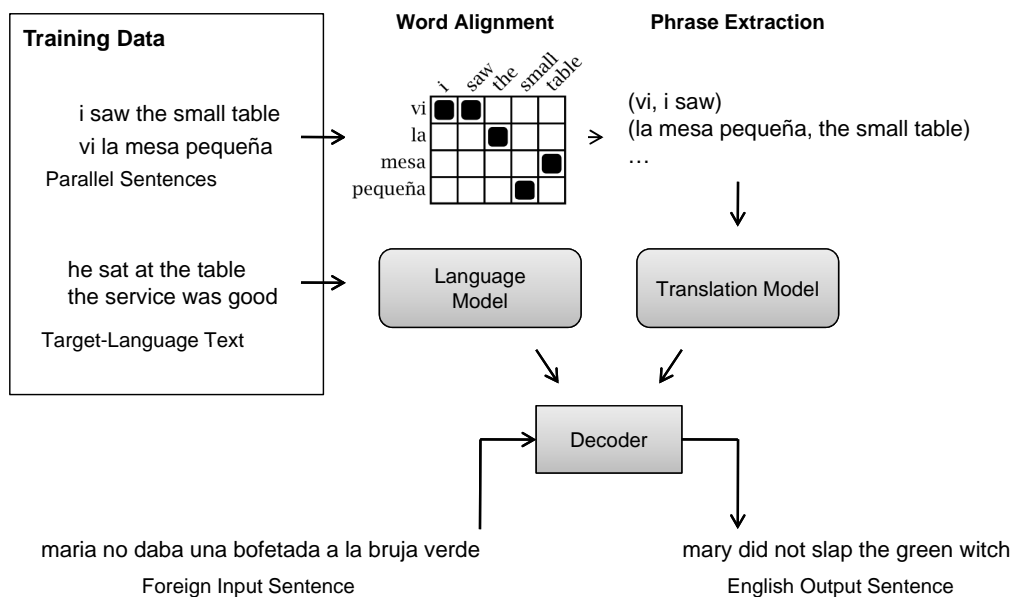 Training Data
i saw the small table
vi la mesa pequeña
Parallel Sentences
he sat at the table
the service was good
Target-Language Text
Word Alignment
i saw the small table
vi
la
mesa
pequeña
Phrase Extraction
(vi, i saw)
(la mesa pequeña, the small table)
…
Language
Model
Translation Model
Decoder
maria no daba una bofetada a la bruja verde
Foreign Input Sentence
mary did not slap the green witch
English Output Sentence